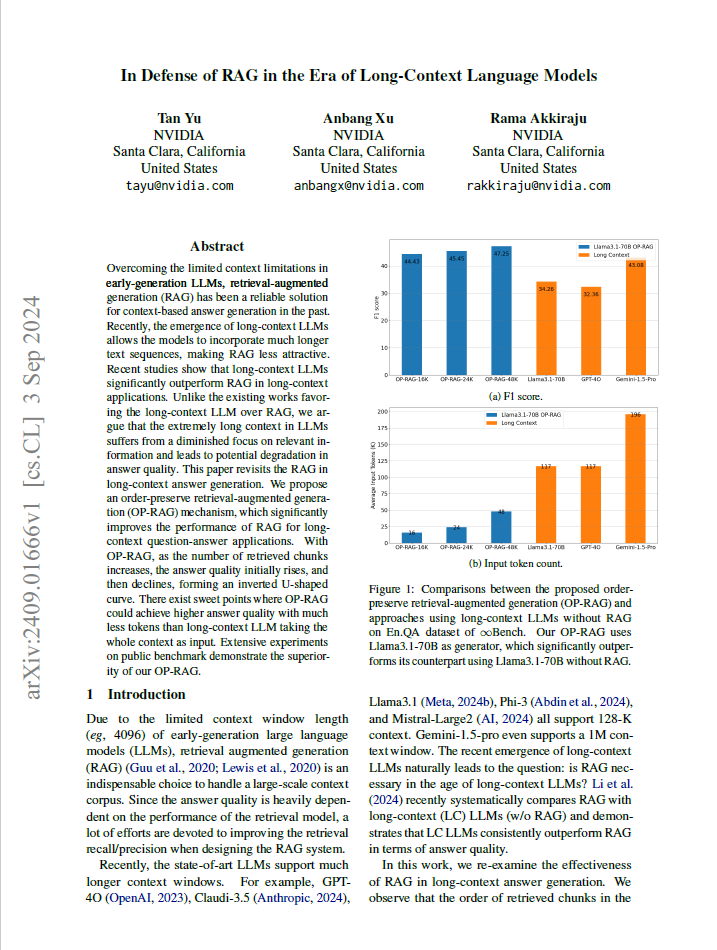 In Defense of RAG in the Era of Long-Context Language Models
Tan Yu
NVIDIA
Santa Clara, California
United States
tayu@nvidia.com
Anbang Xu
NVIDIA
Santa Clara, California
United States
anbangx@nvidia.com
Rama Akkiraju
NVIDIA
Santa Clara, California
United States
rakkiraju@nvidia.com
arXiv:2409.01666v1 [cs.CL] 3 Sep 2024
Abstract
Overcoming the limited context limitations in
early-generation LLMs, retrieval-augmented
generation (RAG) has been a reliable solution
for context-based answer generation in the past.
Recently, the emergence of long-context LLMs
allows the models to incorporate much longer
text sequences, making RAG less attractive.
Recent studies show that long-context LLMs
significantly outperform RAG in long-context
applications. Unlike the existing works favor-
ing the long-context LLM over RAG, we ar-
gue that the extremely long context in LLMs
suffers from a diminished focus on relevant in-
formation and leads to potential degradation in
answer quality. This paper revisits the RAG in
long-context answer generation. We propose
an order-preserve retrieval-augmented genera-
tion (OP-RAG) mechanism, which significantly
improves the performance of RAG for long-
context question-answer applications. With
OP-RAG, as the number of retrieved chunks
increases, the answer quality initially rises, and
then declines, forming an inverted U-shaped
curve. There exist sweet points where OP-RAG
could achieve higher answer quality with much
less tokens than long-context LLM taking the
whole context as input. Extensive experiments
on public benchmark demonstrate the superior-
ity of our OP-RAG.
1 Introduction
Due to the limited context window length
(eg, 4096) of early-generation large language
models (LLMs), retrieval augmented generation
(RAG) (Guu et al., 2020; Lewis et al., 2020) is an
indispensable choice to handle a large-scale context
corpus. Since the answer quality is heavily depen-
dent on the performance of the retrieval model, a
lot of efforts are devoted to improving the retrieval
recall/precision when designing the RAG system.
Recently, the state-of-art LLMs support much
longer context windows. For example, GPT-
4O (OpenAI, 2023), Claudi-3.5 (Anthropic, 2024),
Llama3.1-70B OP-RAG
Long Context
F1 score
40
30
20
10
0
44.43
45.45
47.25
34.26
32.36
43.08
OP-RAG-16K
OP-RAG-24K
OP-RAG-48K
Llama3.1-70B
GPT-4O
Gemini-1.5-Pro
(a) F1 score.
Llama3.1-70B OP-RAG
Long Context
Average Input Tokens (K)
200
175
150
125
100
75
50
25
0
16
24
48
117
117
196
OP-RAG-16K
OP-RAG-24K
OP-RAG-48K
Llama3.1-70B
GPT-4O
Gemini-1.5-Pro
(b) Input token count.
Figure 1: Comparisons between the proposed order-
preserve retrieval-augmented generation (OP-RAG) and
approaches using long-context LLMs without RAG
on En.QA dataset of ∞Bench. Our OP-RAG uses
Llama3.1-70B as generator, which significantly outper-
forms its counterpart using Llama3.1-70B without RAG.
Llama3.1 (Meta, 2024b), Phi-3 (Abdin et al., 2024),
and Mistral-Large2 (AI, 2024) all support 128-K
context. Gemini-1.5-pro even supports a 1M con-
text window. The recent emergence of long-context
LLMs naturally leads to the question: is RAG nec-
essary in the age of long-context LLMs? Li et al.
(2024) recently systematically compares RAG with
long-context (LC) LLMs (w/o RAG) and demon-
strates that LC LLMs consistently outperform RAG
in terms of answer quality.
In this work, we re-examine the effectiveness
of RAG in long-context answer generation. We
observe that the order of retrieved chunks in the